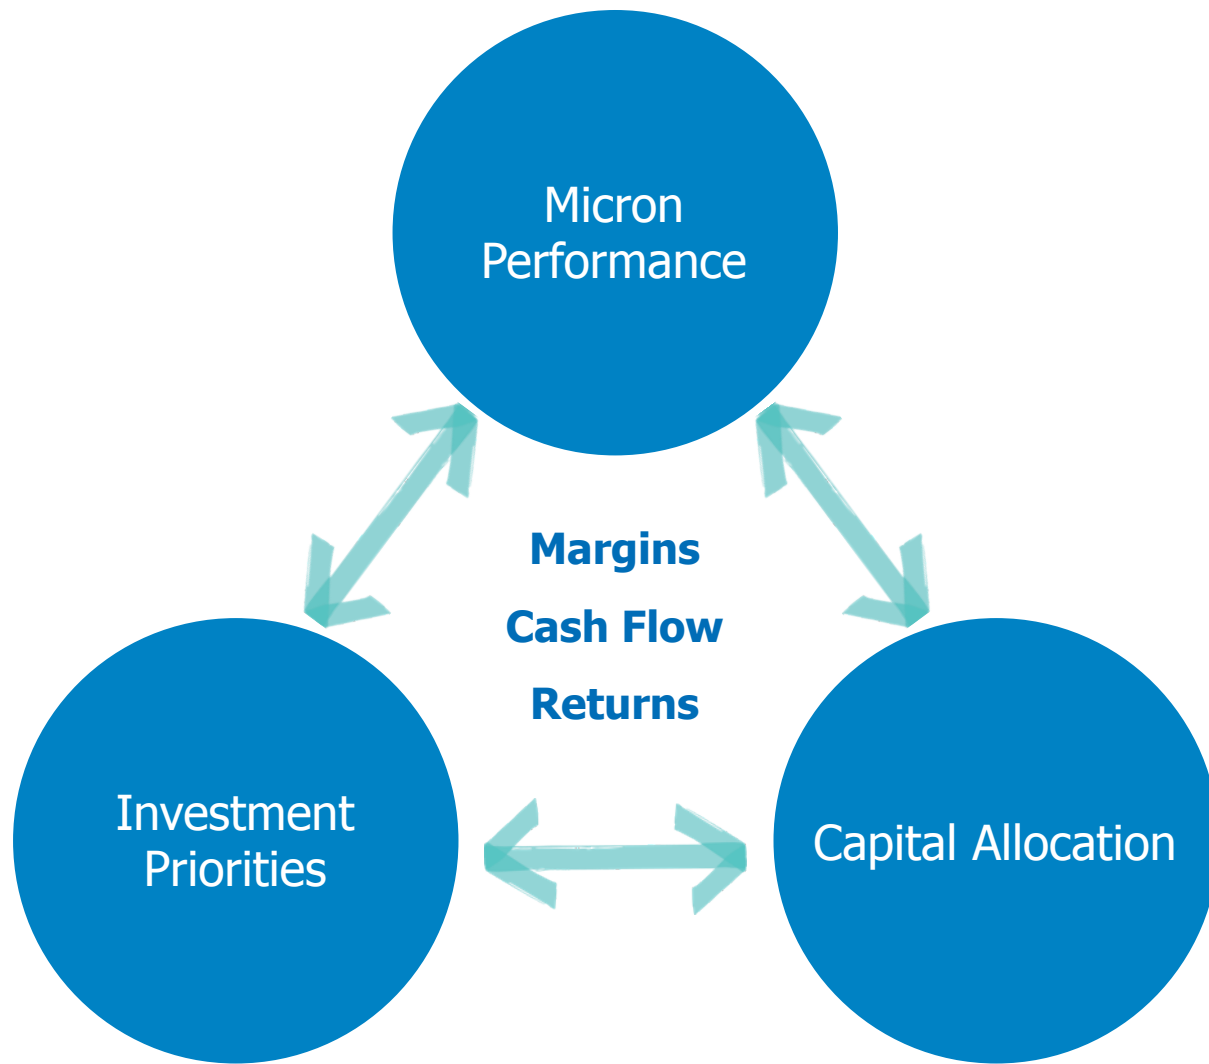 Micron
Performance
Margins
Cash Flow
Returns
Investment
Priorities
Capital Allocation